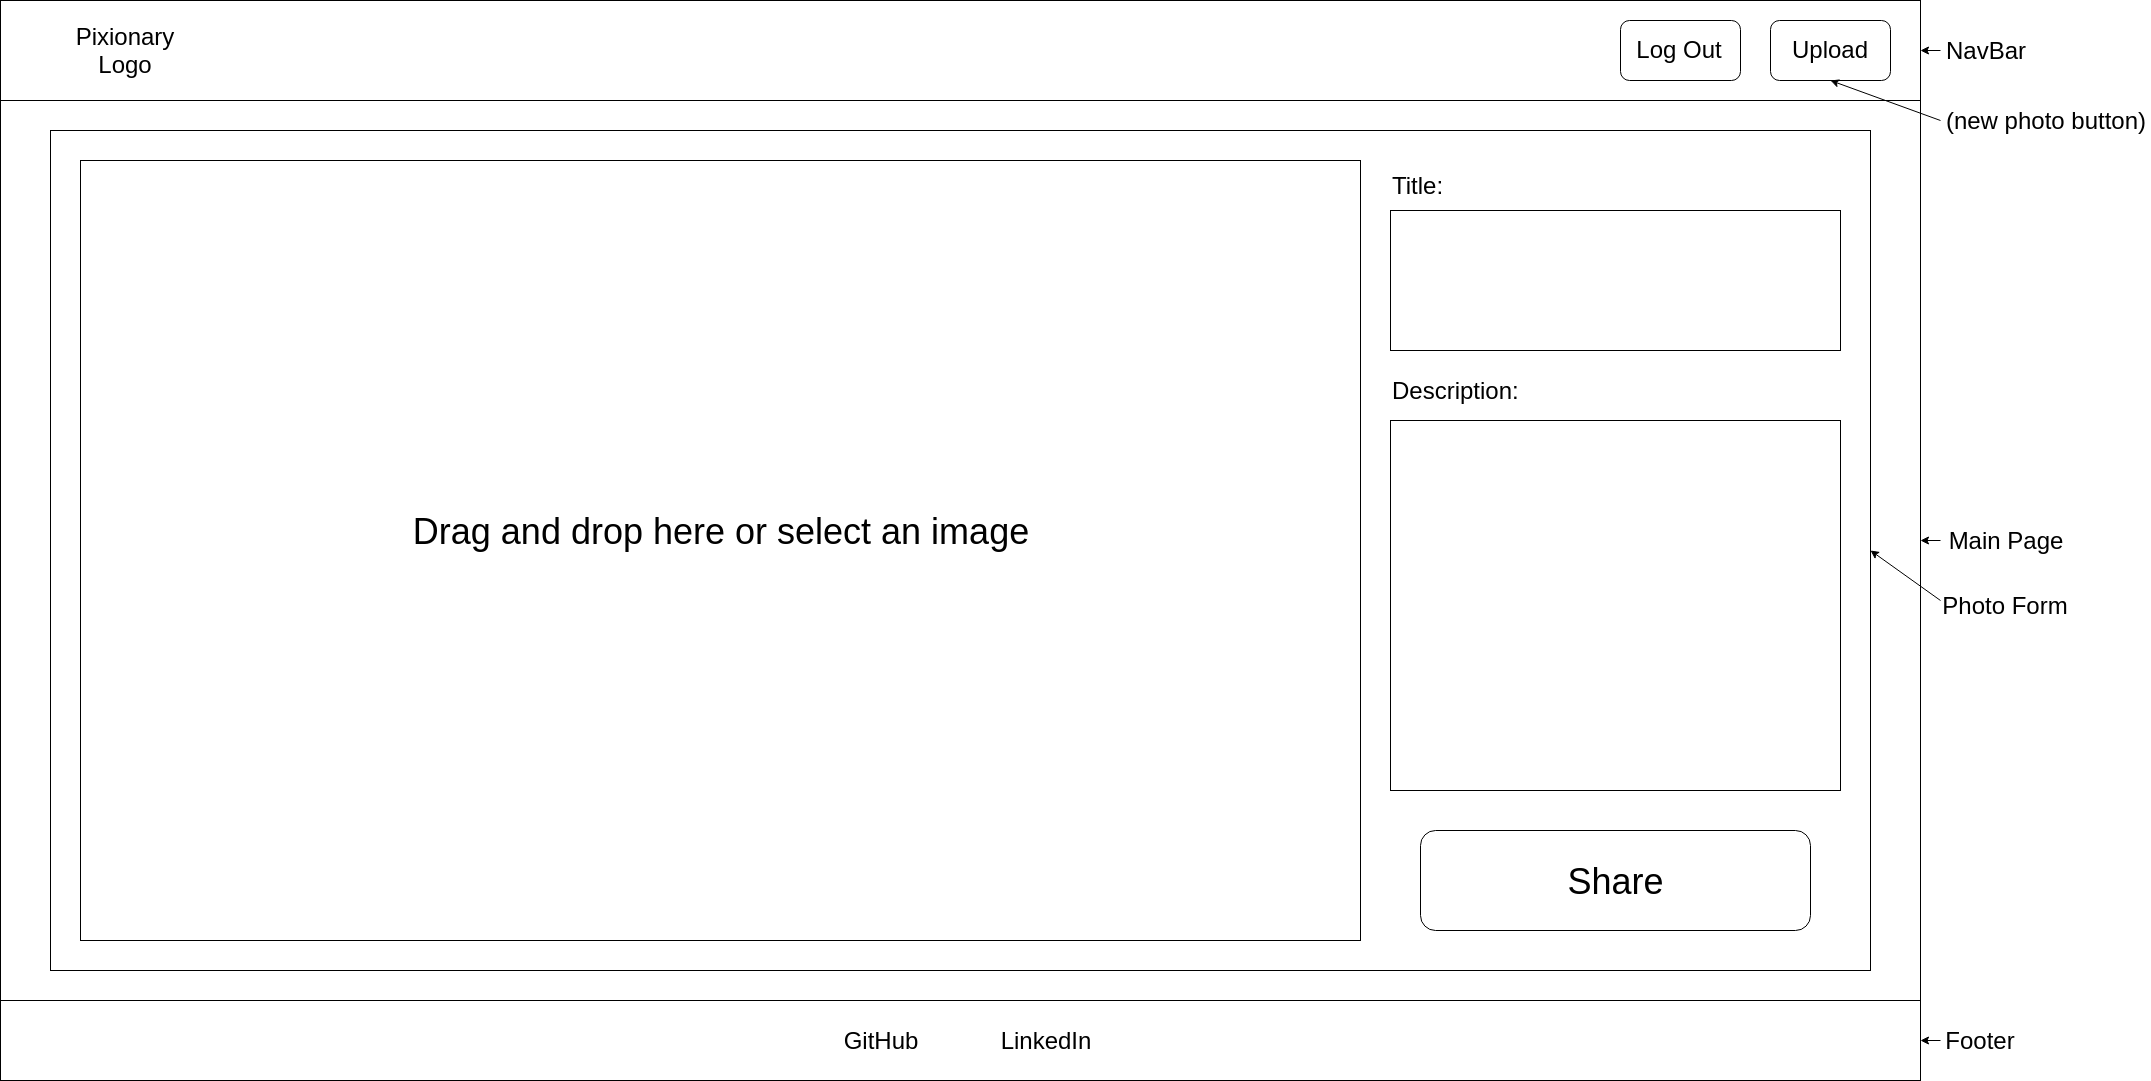 Pixionary
Logo
Log Out
Upload
NavBar
(new photo button)
Title:
Description:
Drag and drop here or select an image
Main Page
Photo Form
Share
GitHub
LinkedIn
Footer